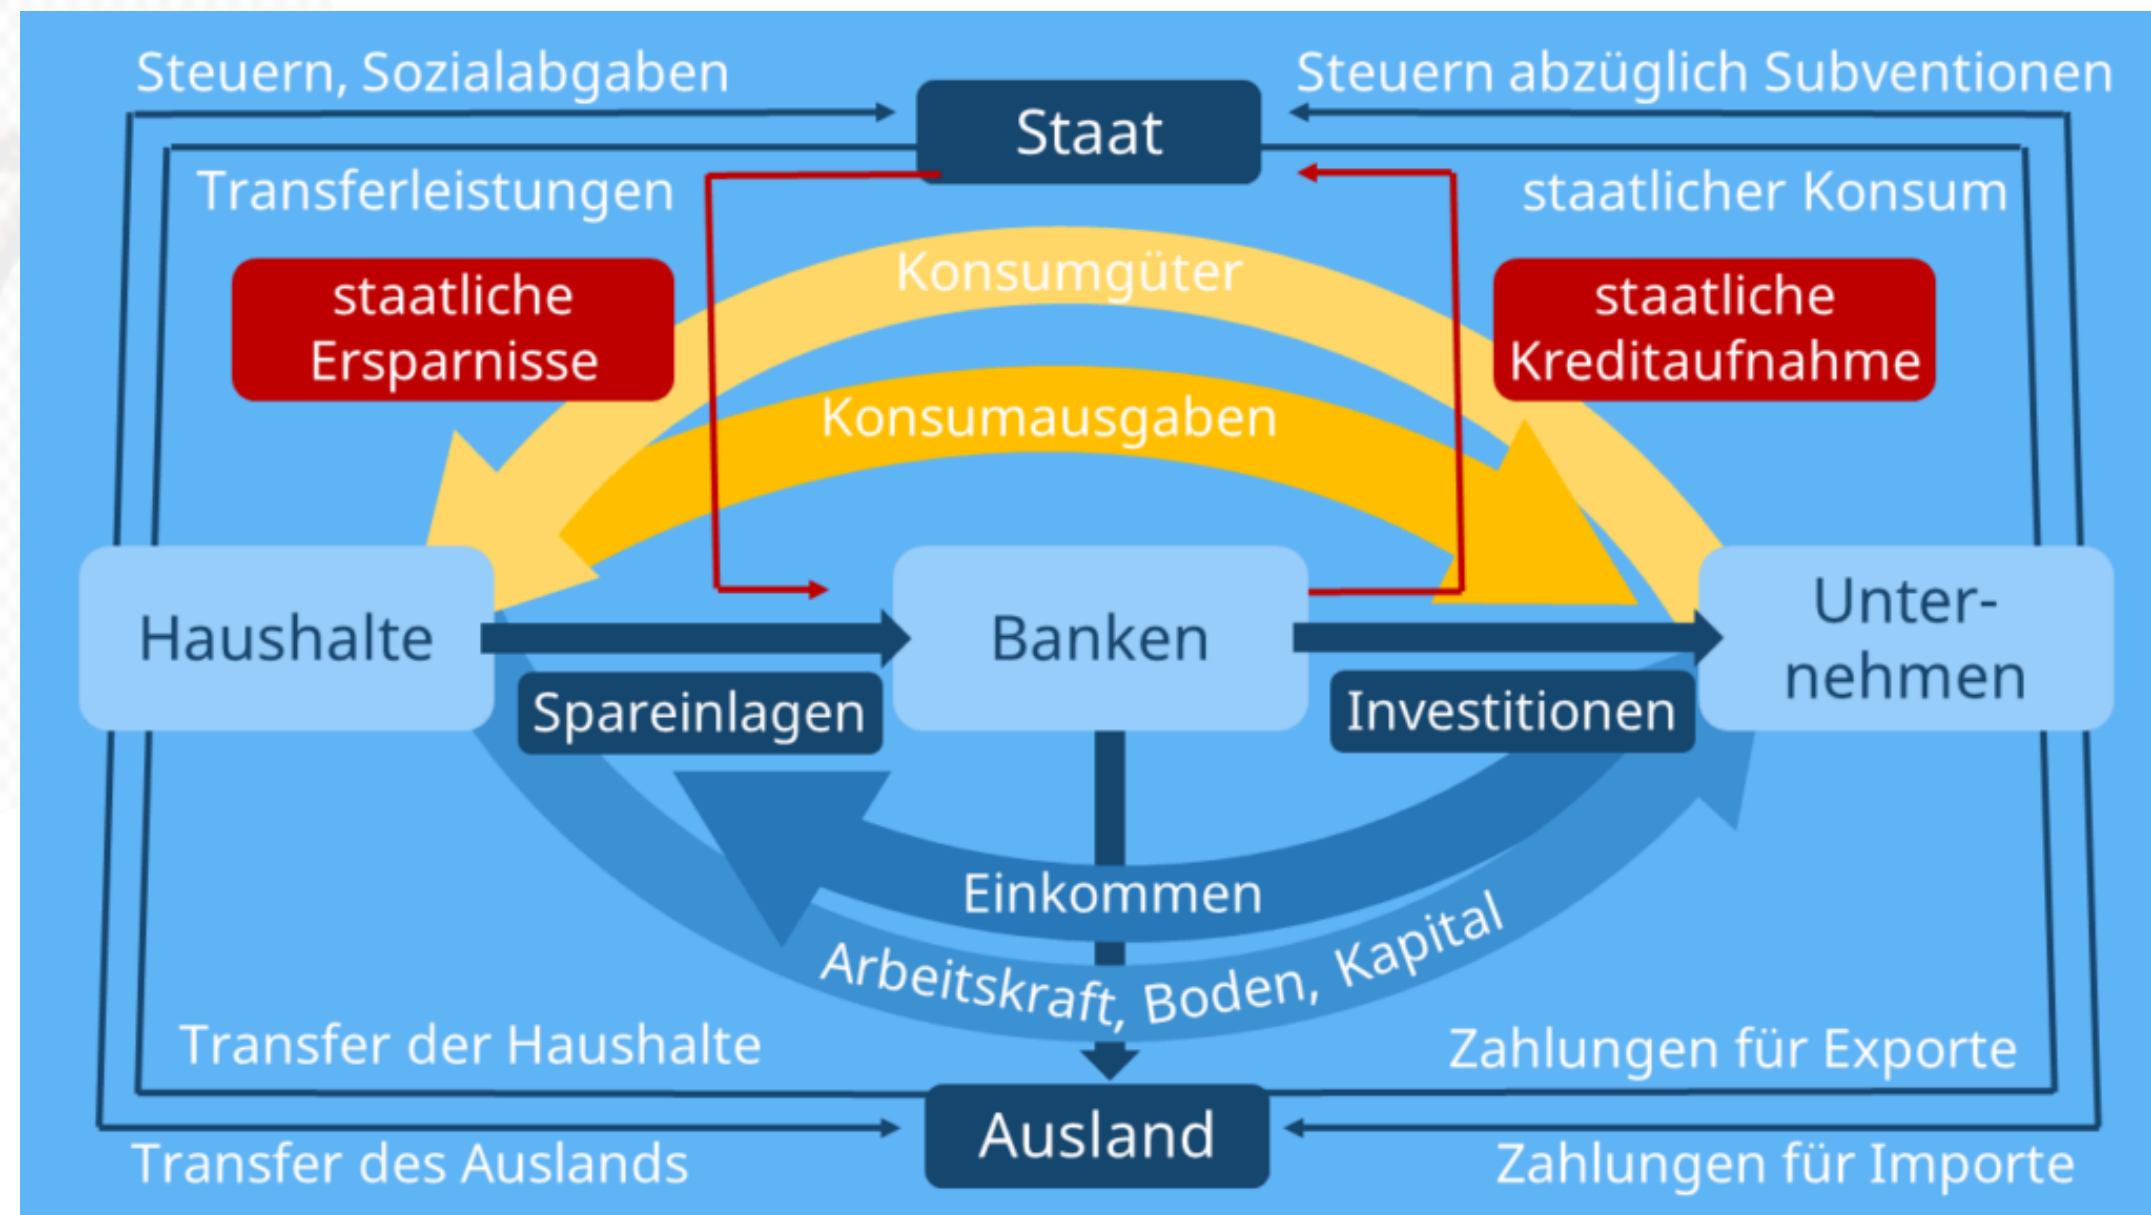 Steuern, Sozialabgaben
Steuern abzüglich Subventionen
Staat
Transferleistungen
staatlicher Konsum
staatliche
Ersparnisse
Konsumgüter
staatliche
Kreditaufnahme
Konsumausgaben
Haushalte
Banken
Unter-
nehmen
Spareinlagen
Investitionen
Einkommen
Arbeitskraft, Boden, Kapital
Transfer der Haushalte
Zahlungen für Exporte
Ausland
Transfer des Auslands
Zahlungen für Importe